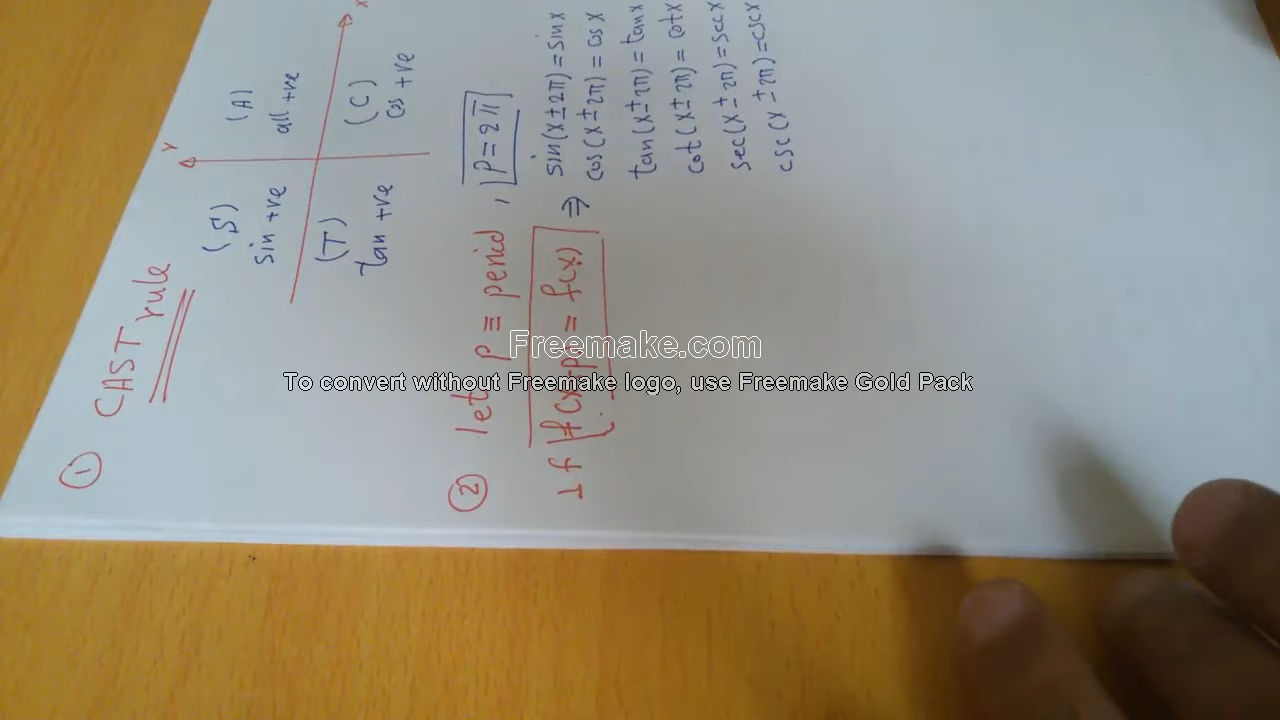 ① CAST rule
y
x
(S)
sin +ve
(A)
all +ve
(T)
tan +ve
(C)
cos +ve
② let p ≡ period , p = 2π
If f(x±p) = f(x) ⇒ sin(x ± 2π) = sin x
cos(x ± 2π) = cos x
tan(x ± 2π) = tan x
cot(x ± 2π) = cot x
sec(x ± 2π) = sec x
csc(x ± 2π) = csc x
Freemake.com
To convert without Freemake logo, use Freemake Gold Pack